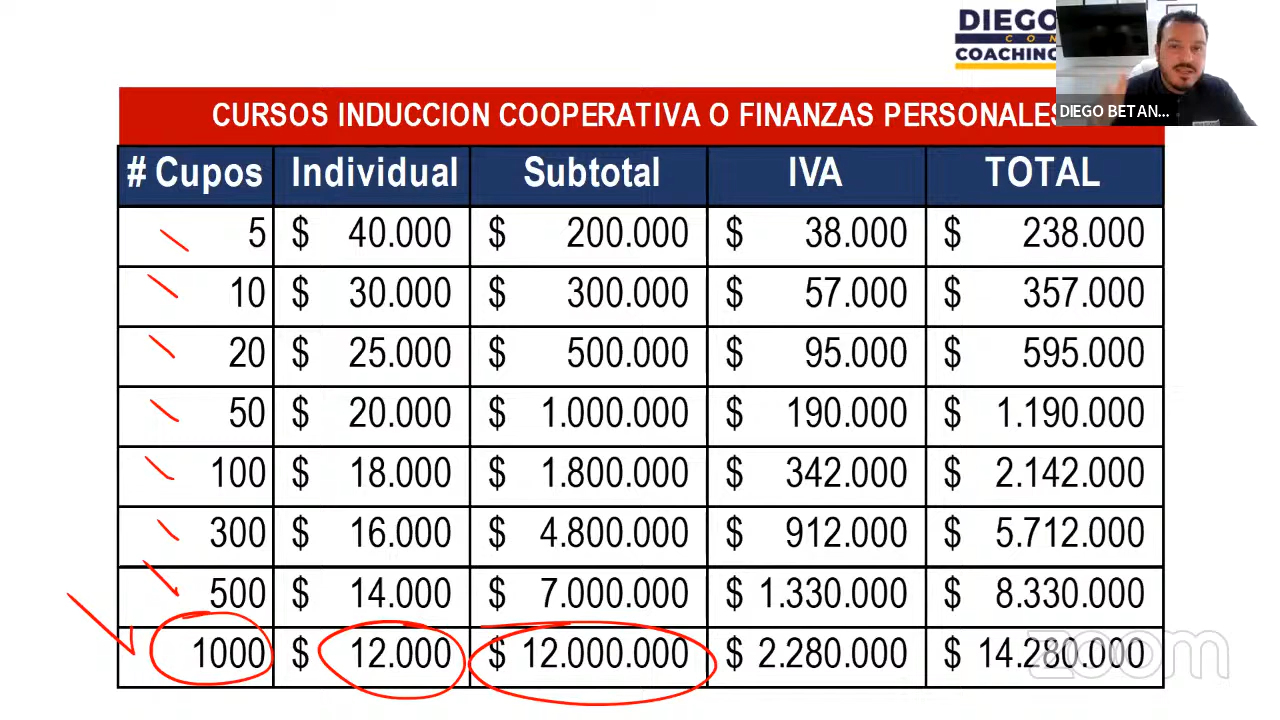 DIEGO
CON
COACHING
DIEGO BETAN...
CURSOS INDUCCION COOPERATIVA O FINANZAS PERSONALES
# Cupos Individual Subtotal IVA TOTAL
5 $ 40.000 $ 200.000 $ 38.000 $ 238.000
10 $ 30.000 $ 300.000 $ 57.000 $ 357.000
20 $ 25.000 $ 500.000 $ 95.000 $ 595.000
50 $ 20.000 $ 1.000.000 $ 190.000 $ 1.190.000
100 $ 18.000 $ 1.800.000 $ 342.000 $ 2.142.000
300 $ 16.000 $ 4.800.000 $ 912.000 $ 5.712.000
500 $ 14.000 $ 7.000.000 $ 1.330.000 $ 8.330.000
1000 $ 12.000 $ 12.000.000 $ 2.280.000 $ 14.280.000
zoom